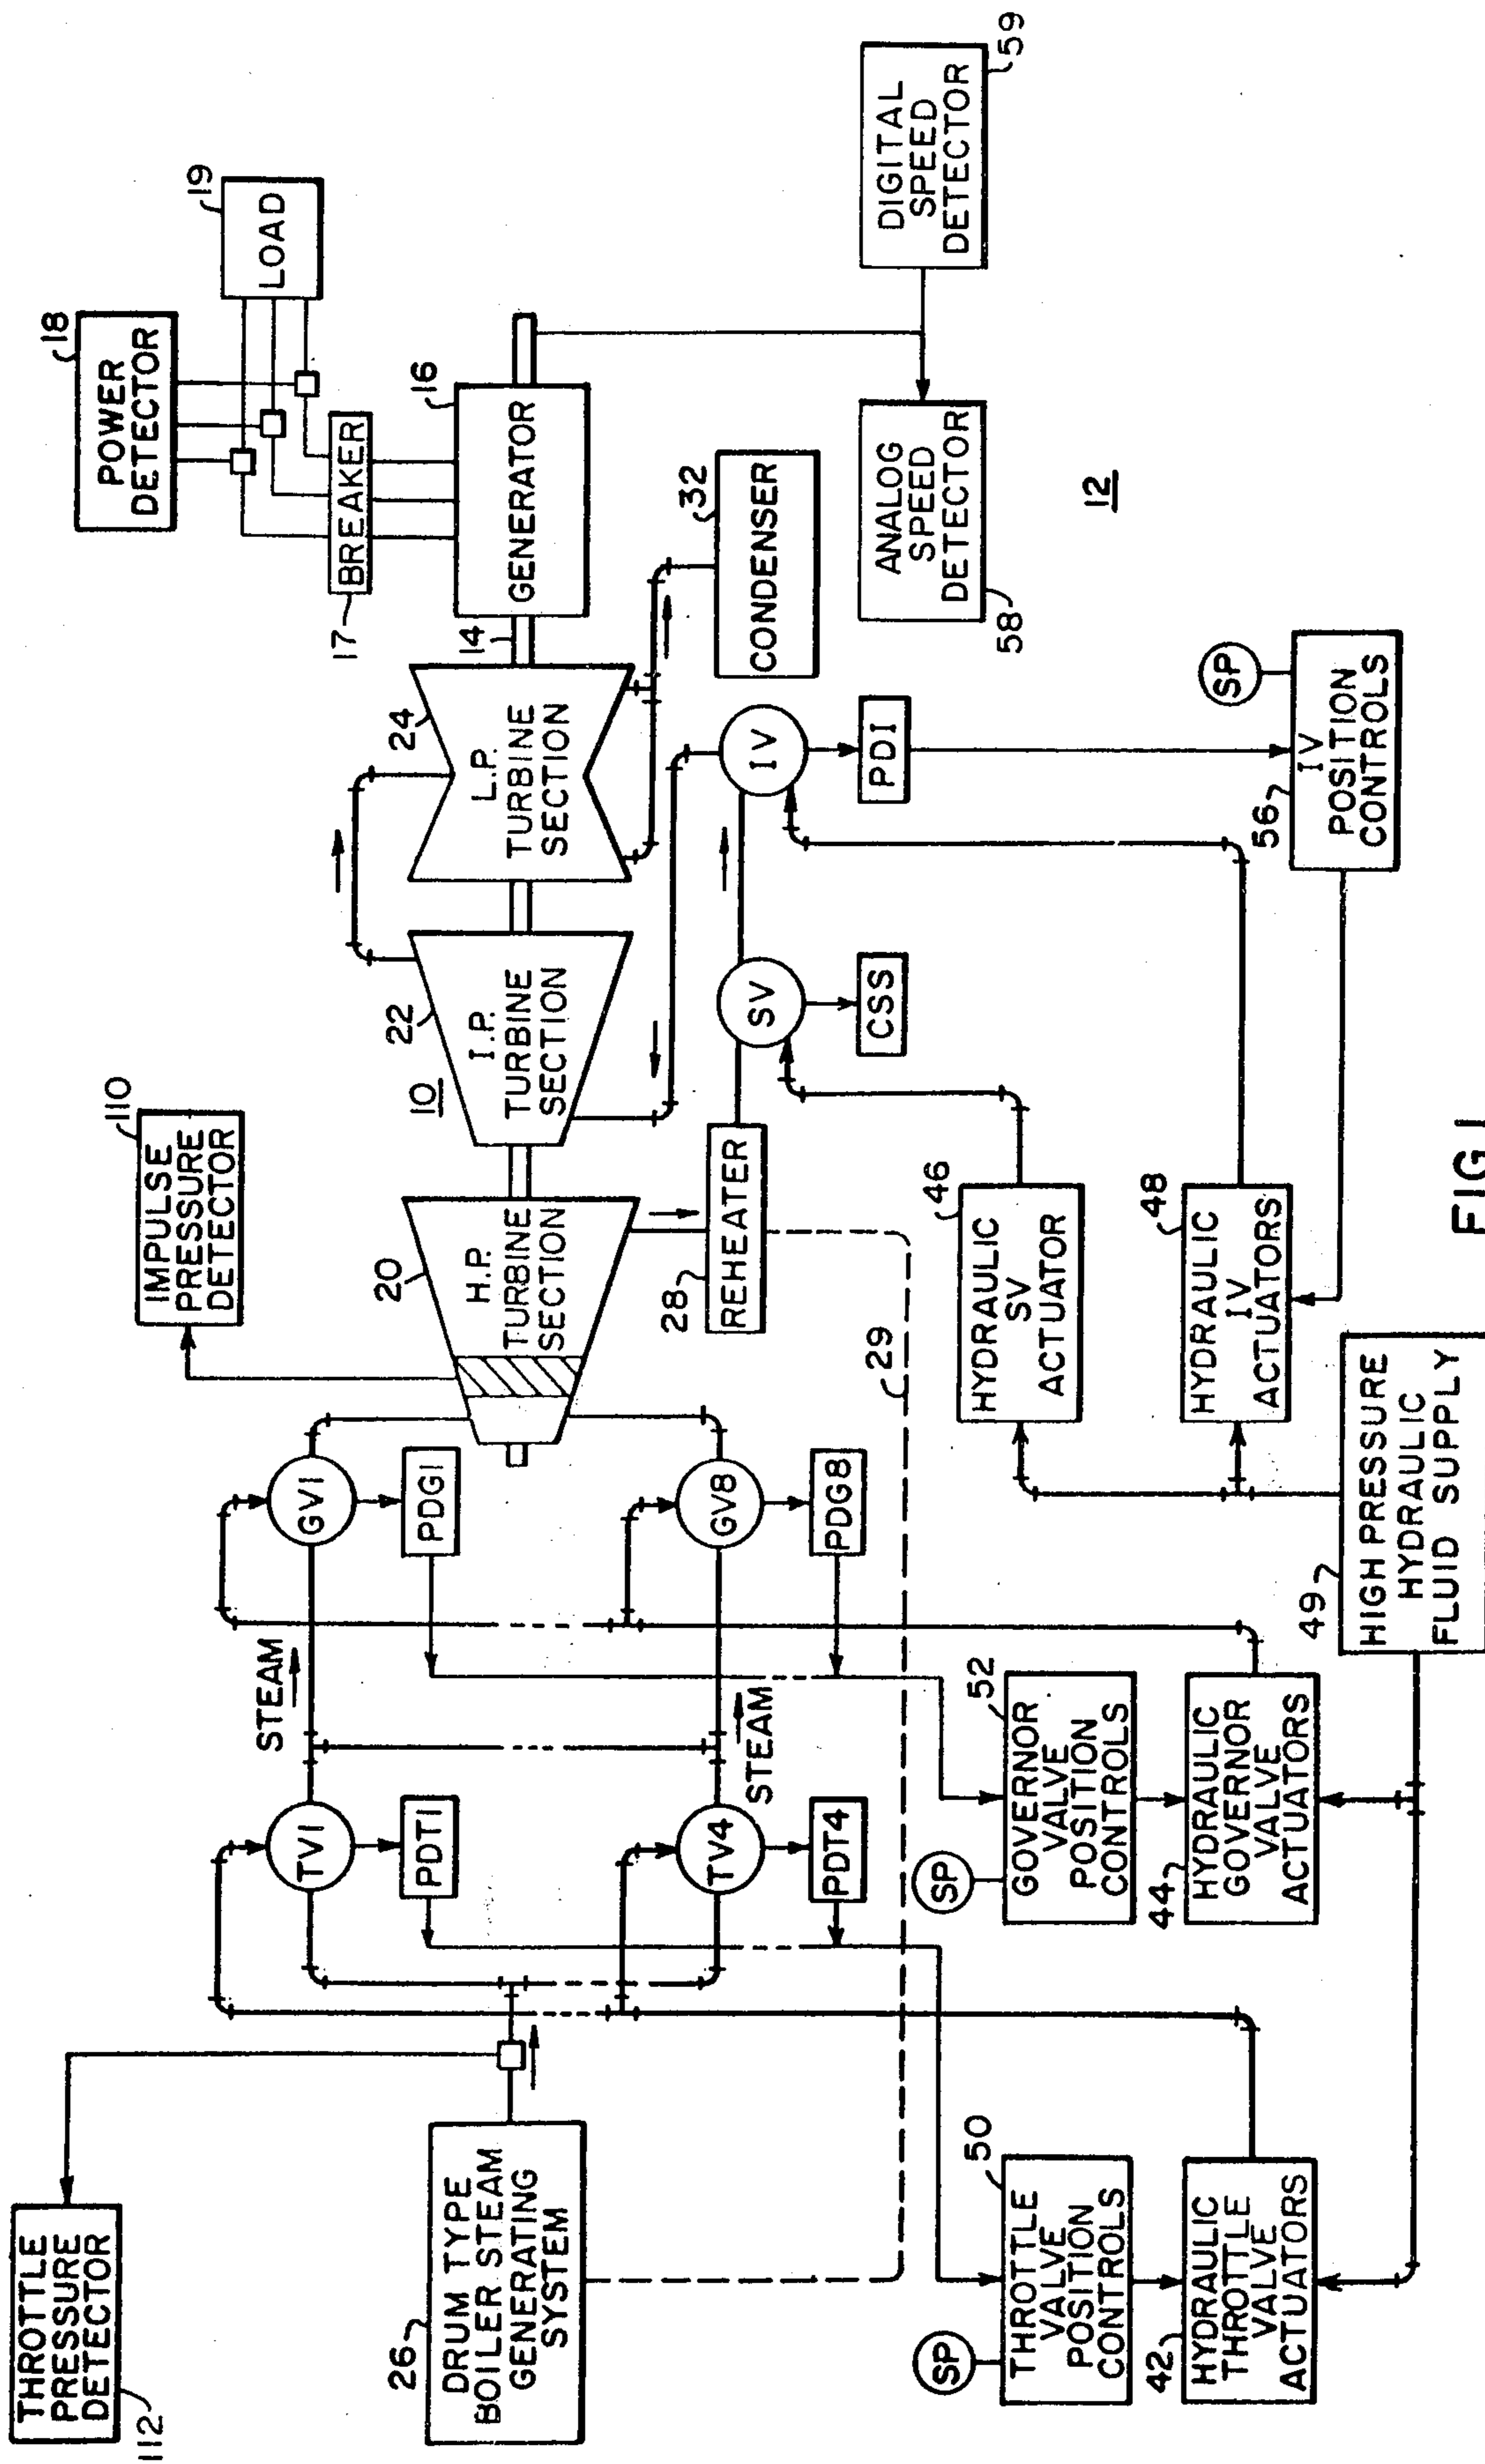 THROTTLE
PRESSURE
DETECTOR
112
IMPULSE
PRESSURE
DETECTOR
110
POWER
DETECTOR
18
LOAD
19
BREAKER
17
GENERATOR
16
14
L.P.
TURBINE
SECTION
24
I.P.
TURBINE
SECTION
22
10
H.P.
TURBINE
SECTION
20
STEAM
GV1
PDG1
TV1
PDT1
DRUM TYPE
BOILER STEAM
GENERATING
SYSTEM
26
STEAM
TV4
PDT4
GV8
PDG8
REHEATER
28
29
SV
CSS
IV
PDI
CONDENSER
32
ANALOG
SPEED
DETECTOR
58
DIGITAL
SPEED
DETECTOR
59
12
SP
THROTTLE
VALVE
POSITION
CONTROLS
50
HYDRAULIC
THROTTLE
VALVE
ACTUATORS
42
SP
GOVERNOR
VALVE
POSITION
CONTROLS
52
HYDRAULIC
GOVERNOR
VALVE
ACTUATORS
44
HYDRAULIC
SV
ACTUATOR
46
HYDRAULIC
IV
ACTUATORS
48
SP
IV
POSITION
CONTROLS
56
HIGH PRESSURE
HYDRAULIC
FLUID SUPPLY
49
FIG.1